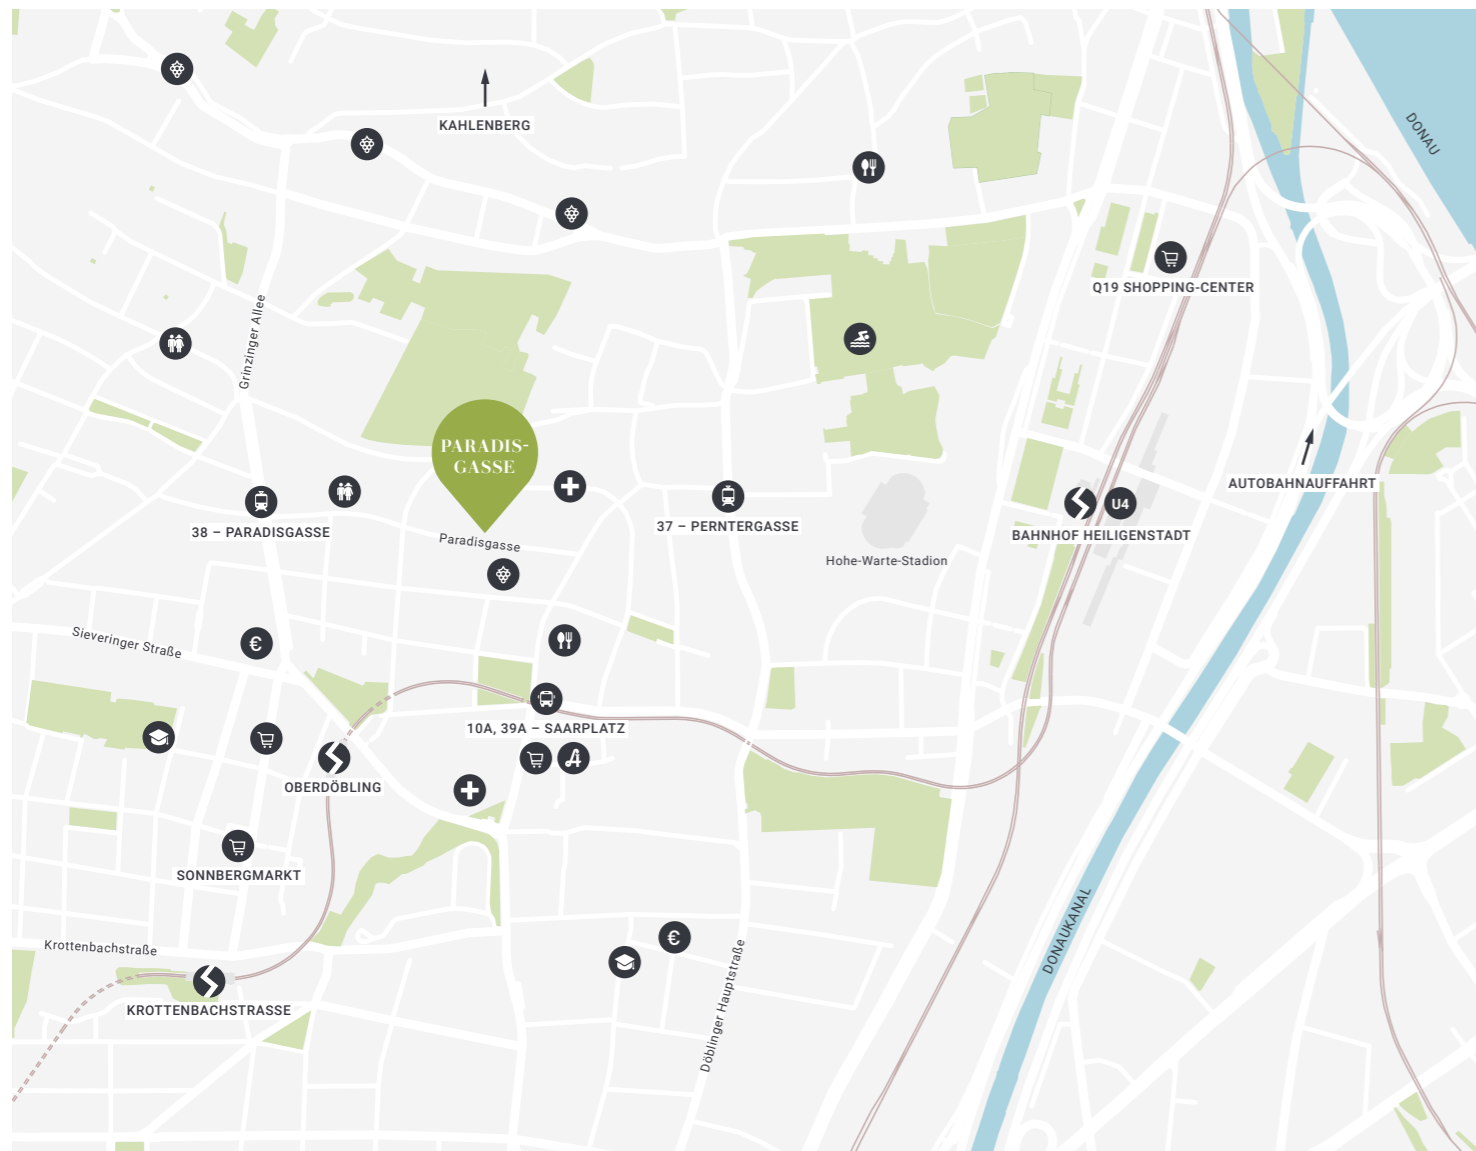 KAHLENBERG
DONAU
Q19 SHOPPING-CENTER
Grinzinger Allee
PARADIS-
GASSE
AUTOBAHNAUFFAHRT
U4
38 – PARADISGASSE
37 – PERNTERGASSE
BAHNHOF HEILIGENSTADT
Paradisgasse
Hohe-Warte-Stadion
Sieveringer Straße
€
10A, 39A – SAARPLATZ
OBERDÖBLING
SONNBERGMARKT
DONAUKANAL
€
Krottenbachstraße
Döblinger Hauptstraße
KROTTENBACHSTRASSE